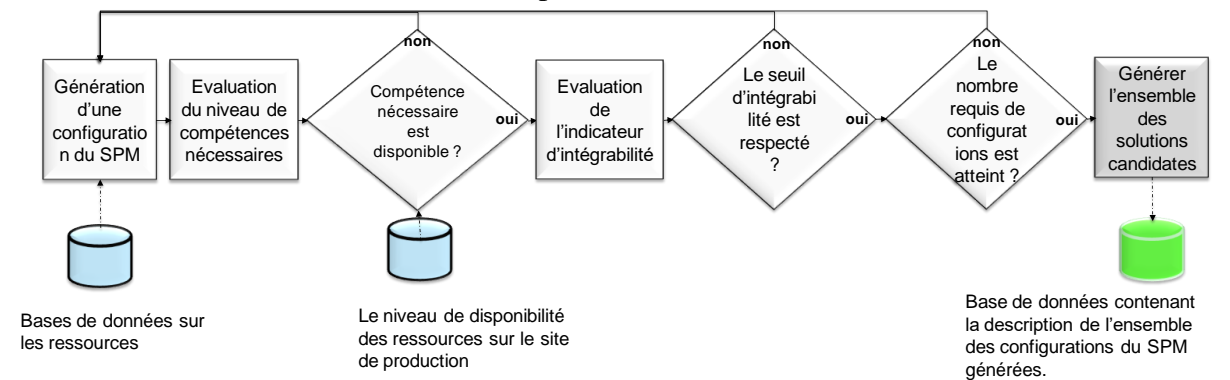 Génération
d'une
configuratio
n du SPM
Evaluation
du niveau de
compétences
nécessaires
non
Compétence
nécessaire
est
disponible ?
oui
Evaluation
de
l'indicateur
d'intégrabilité
non
Le seuil
d'intégrabi
lité est
respecté
?
oui
non
Le
nombre
requis de
configurat
ions est
atteint ?
oui
Générer
l'ensemble
des
solutions
candidates
Bases de données sur
les ressources
Le niveau de disponibilité
des ressources sur le site
de production
Base de données contenant
la description de l'ensemble
des configurations du SPM
générées.